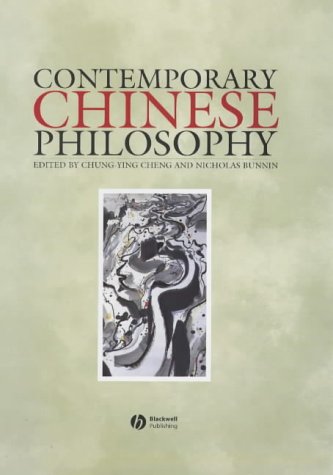 CONTEMPORARY
CHINESE
PHILOSOPHY
EDITED BY CHUNG-YING CHENG AND NICHOLAS BUNNIN
Blackwell
Publishing